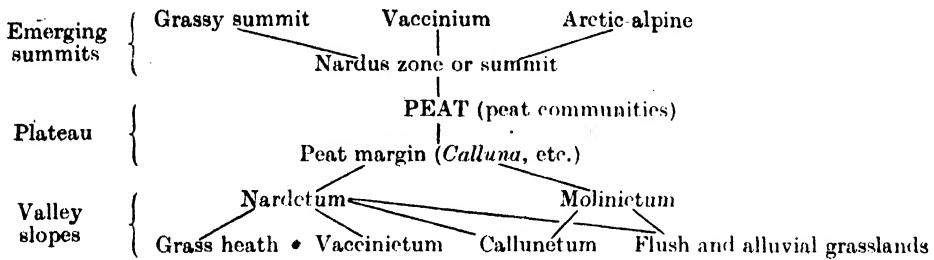 Grassy summit Vaccinium Arctic-alpine
Emerging summits
Nardus zone or summit
PEAT (peat communities)
Plateau
Peat margin (Calluna, etc.)
Nardetum Molinietum
Valley slopes
Grass heath • Vaccinietum Callunetum Flush and alluvial grasslands